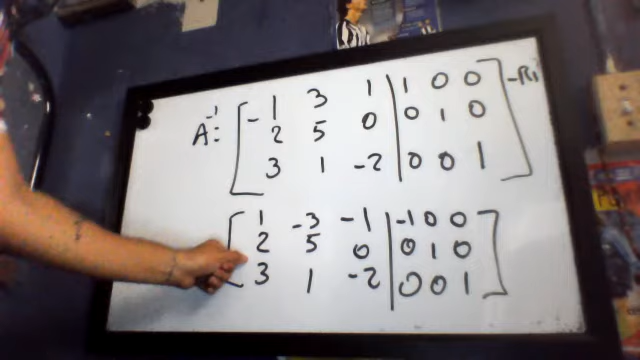 A⁻¹: [ -1 3 1 | 1 0 0 ] -R₁
2 5 0 | 0 1 0
3 1 -2 | 0 0 1
[ 1 -3 -1 | -1 0 0 ]
2 5 0 | 0 1 0
3 1 -2 | 0 0 1